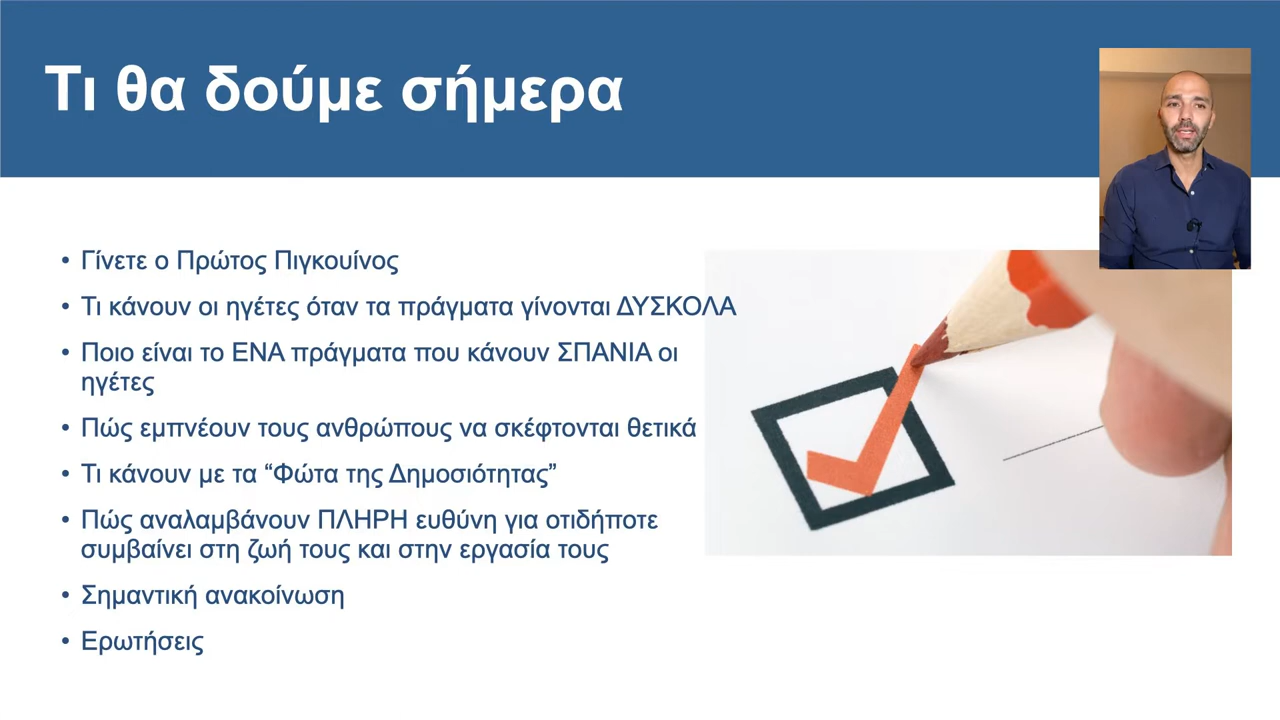 Τι θα δούμε σήμερα
• Γίνετε ο Πρώτος Πιγκουίνος
• Τι κάνουν οι ηγέτες όταν τα πράγματα γίνονται ΔΥΣΚΟΛΑ
• Ποιο είναι το ΕΝΑ πράγματα που κάνουν ΣΠΑΝΙΑ οι
ηγέτες
• Πώς εμπνέουν τους ανθρώπους να σκέφτονται θετικά
• Τι κάνουν με τα “Φώτα της Δημοσιότητας”
• Πώς αναλαμβάνουν ΠΛΗΡΗ ευθύνη για οτιδήποτε
συμβαίνει στη ζωή τους και στην εργασία τους
• Σημαντική ανακοίνωση
• Ερωτήσεις